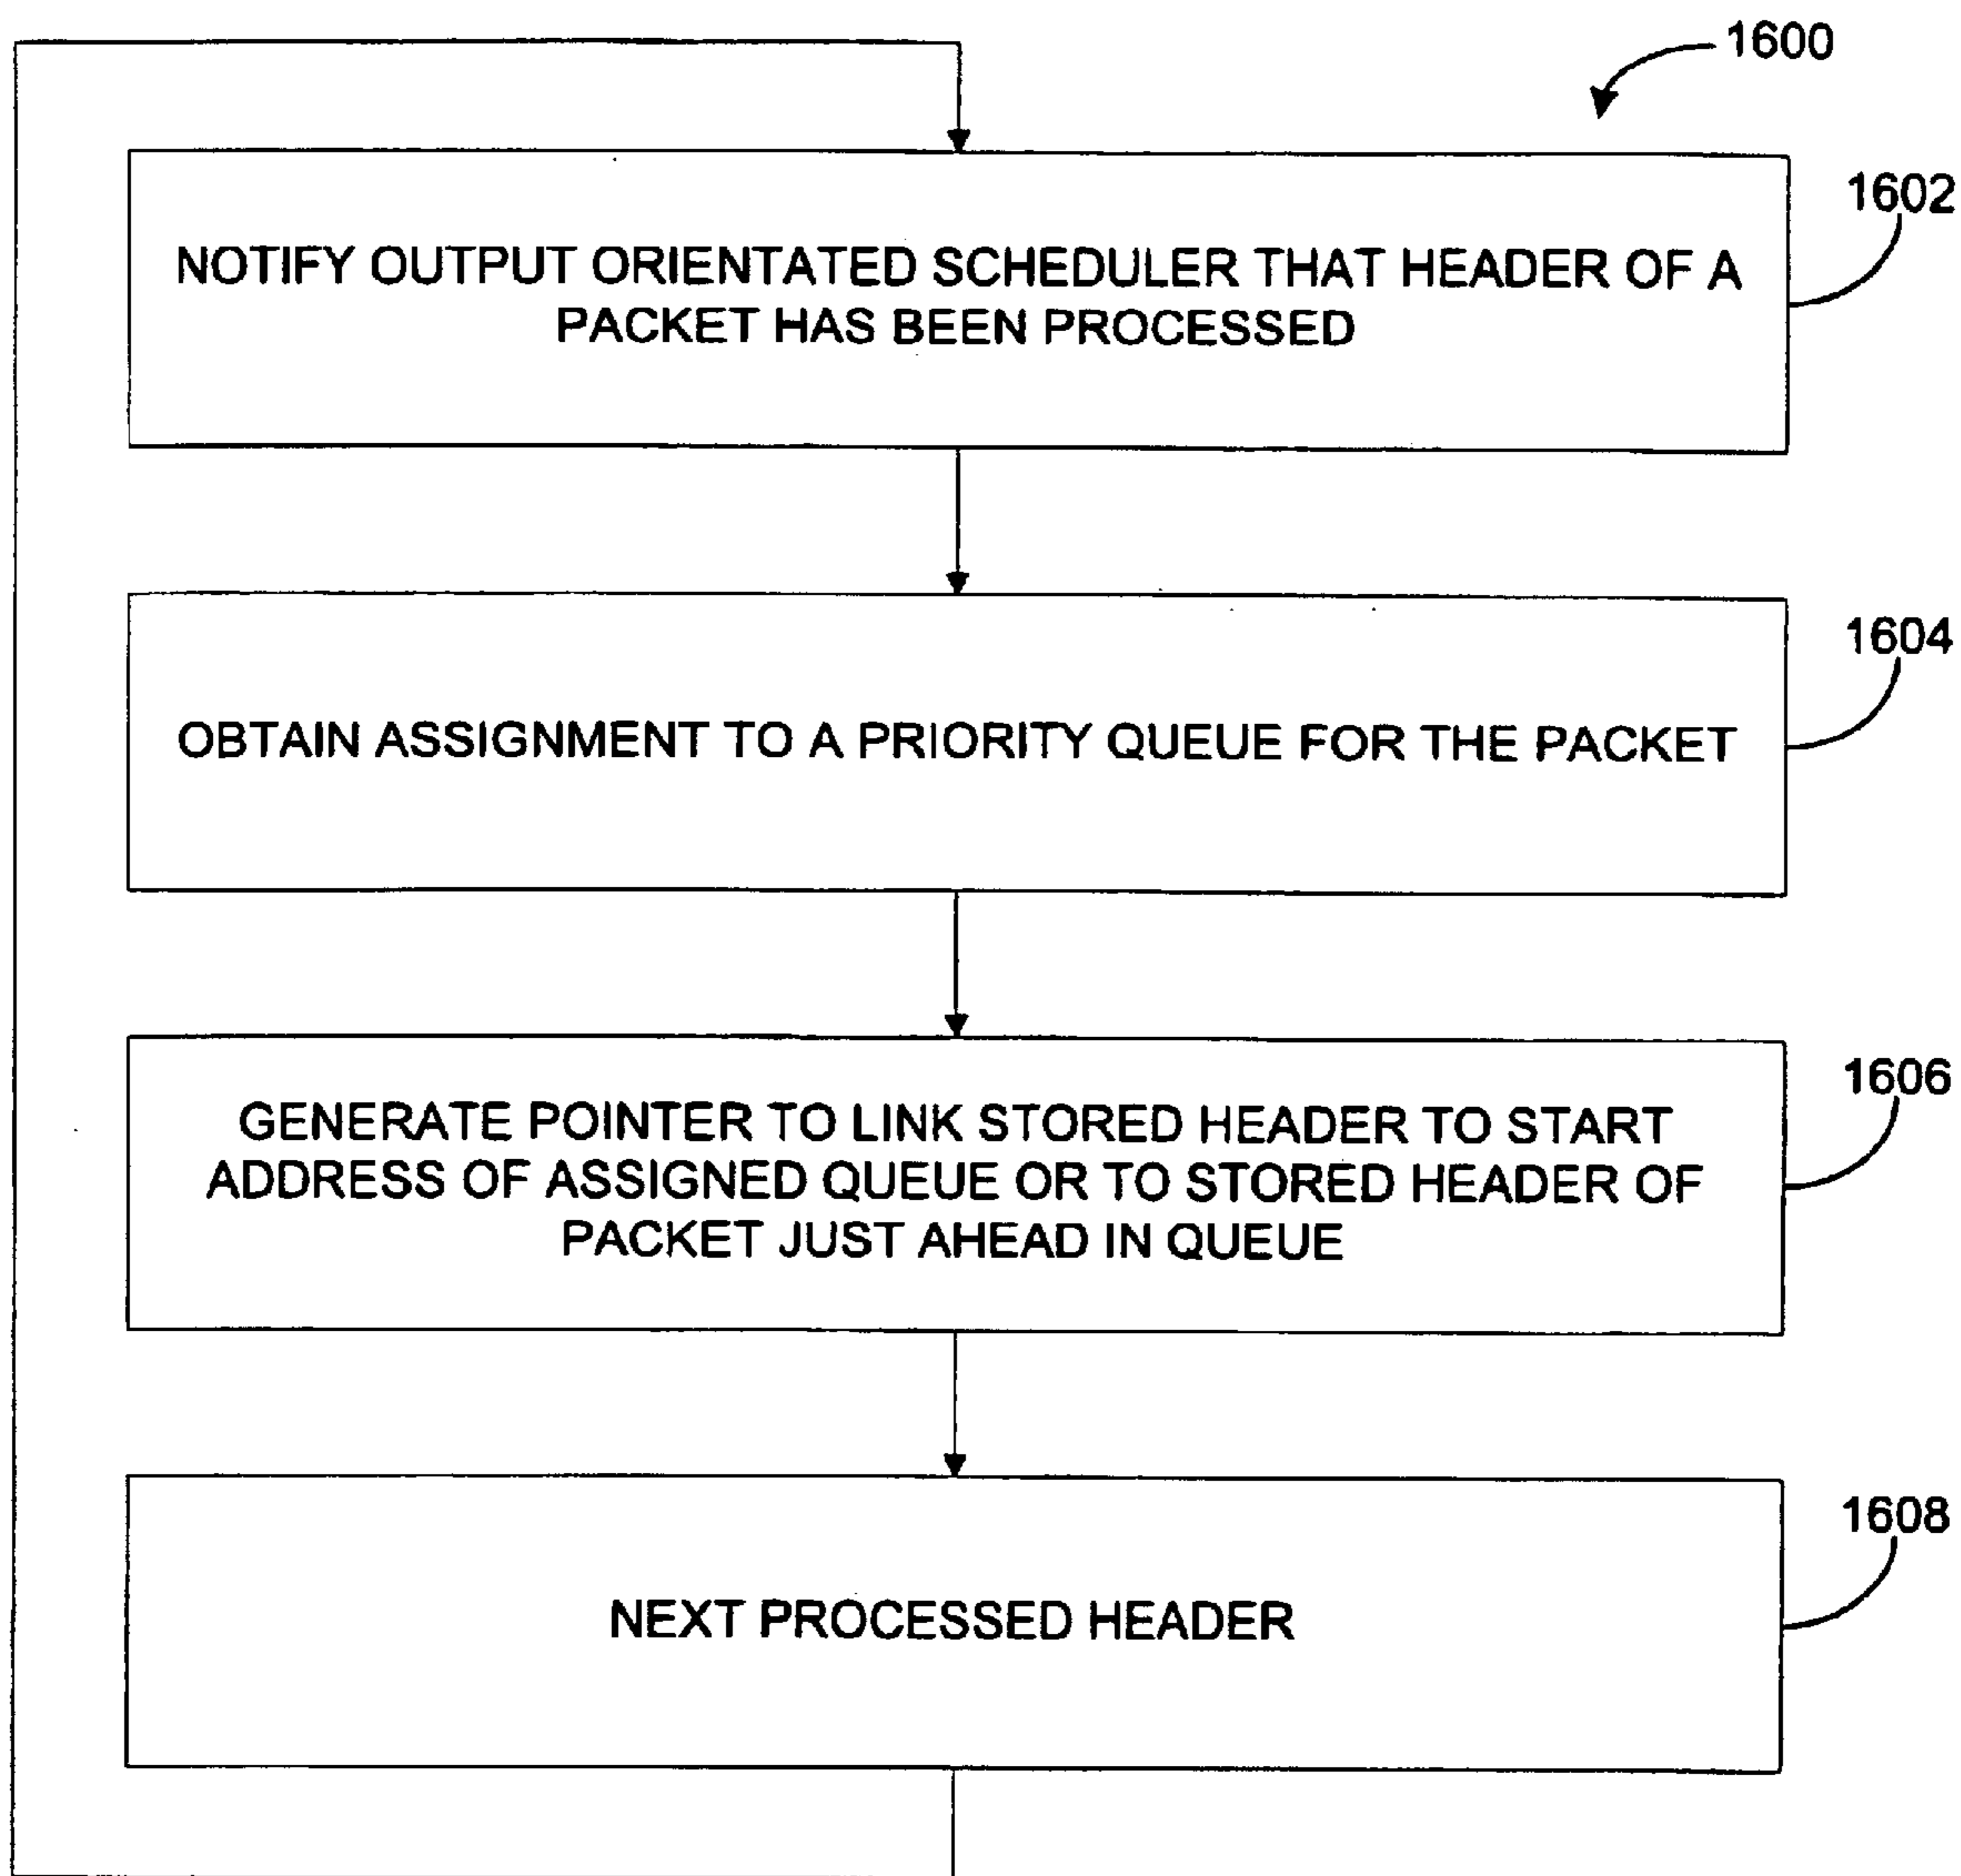 1600
1602
NOTIFY OUTPUT ORIENTATED SCHEDULER THAT HEADER OF A
PACKET HAS BEEN PROCESSED
1604
OBTAIN ASSIGNMENT TO A PRIORITY QUEUE FOR THE PACKET
1606
GENERATE POINTER TO LINK STORED HEADER TO START
ADDRESS OF ASSIGNED QUEUE OR TO STORED HEADER OF
PACKET JUST AHEAD IN QUEUE
1608
NEXT PROCESSED HEADER